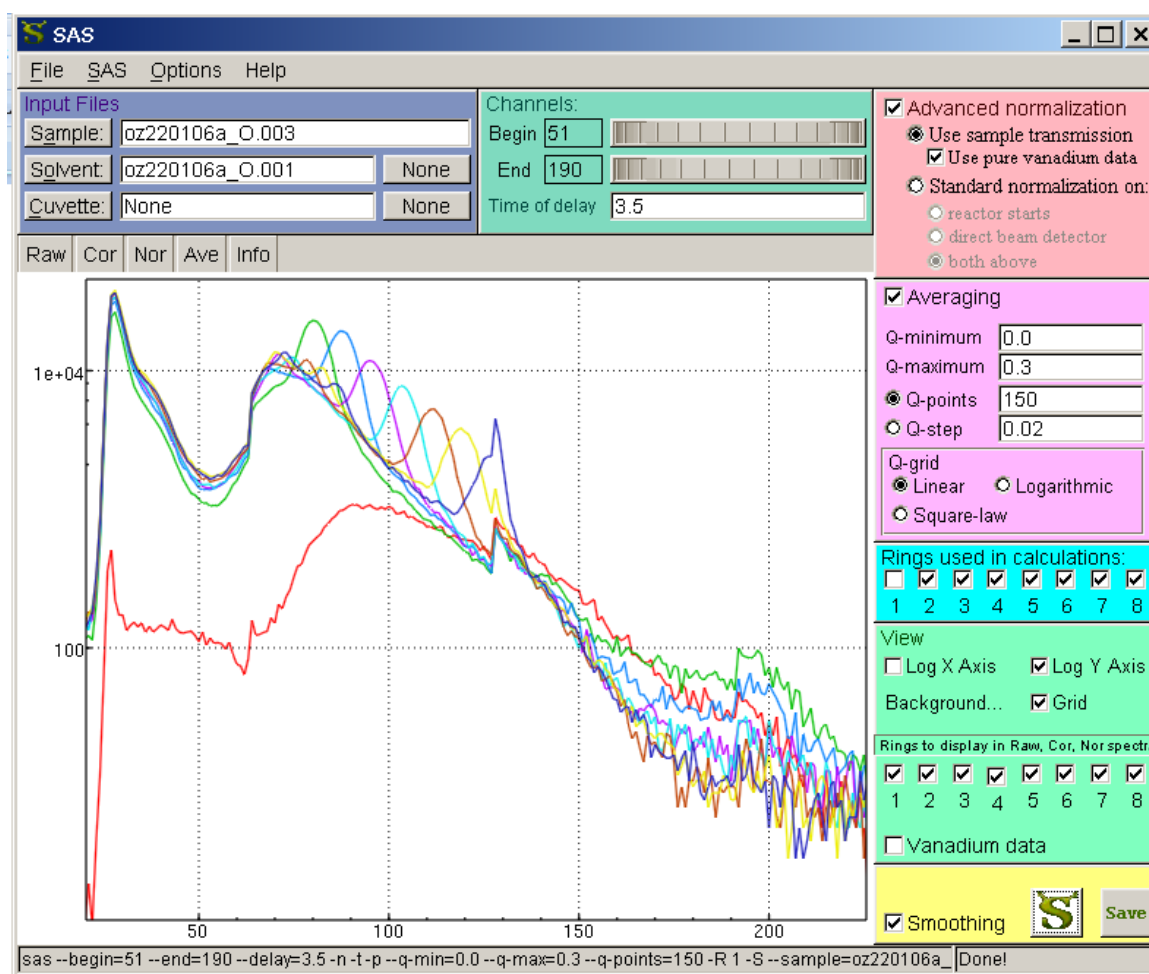 SAS
File SAS Options Help
Input Files
Sample: oz220106a_O.003
Solvent: oz220106a_O.001 None
Cuvette: None None
Channels:
Begin 51
End 190
Time of delay 3.5
Advanced normalization
Use sample transmission
Use pure vanadium data
Standard normalization on:
reactor starts
direct beam detector
both above
Raw Cor Nor Ave Info
1e+04
100
50 100 150 200
Averaging
Q-minimum 0.0
Q-maximum 0.3
Q-points 150
Q-step 0.02
Q-grid
Linear Logarithmic
Square-law
Rings used in calculations:
1 2 3 4 5 6 7 8
View
Log X Axis Log Y Axis
Background... Grid
Rings to display in Raw, Cor, Nor spectr
1 2 3 4 5 6 7 8
Vanadium data
Smoothing S Save
sas --begin=51 --end=190 --delay=3.5 -n -t -p --q-min=0.0 --q-max=0.3 --q-points=150 -R 1 -S --sample=oz220106a_ Done!